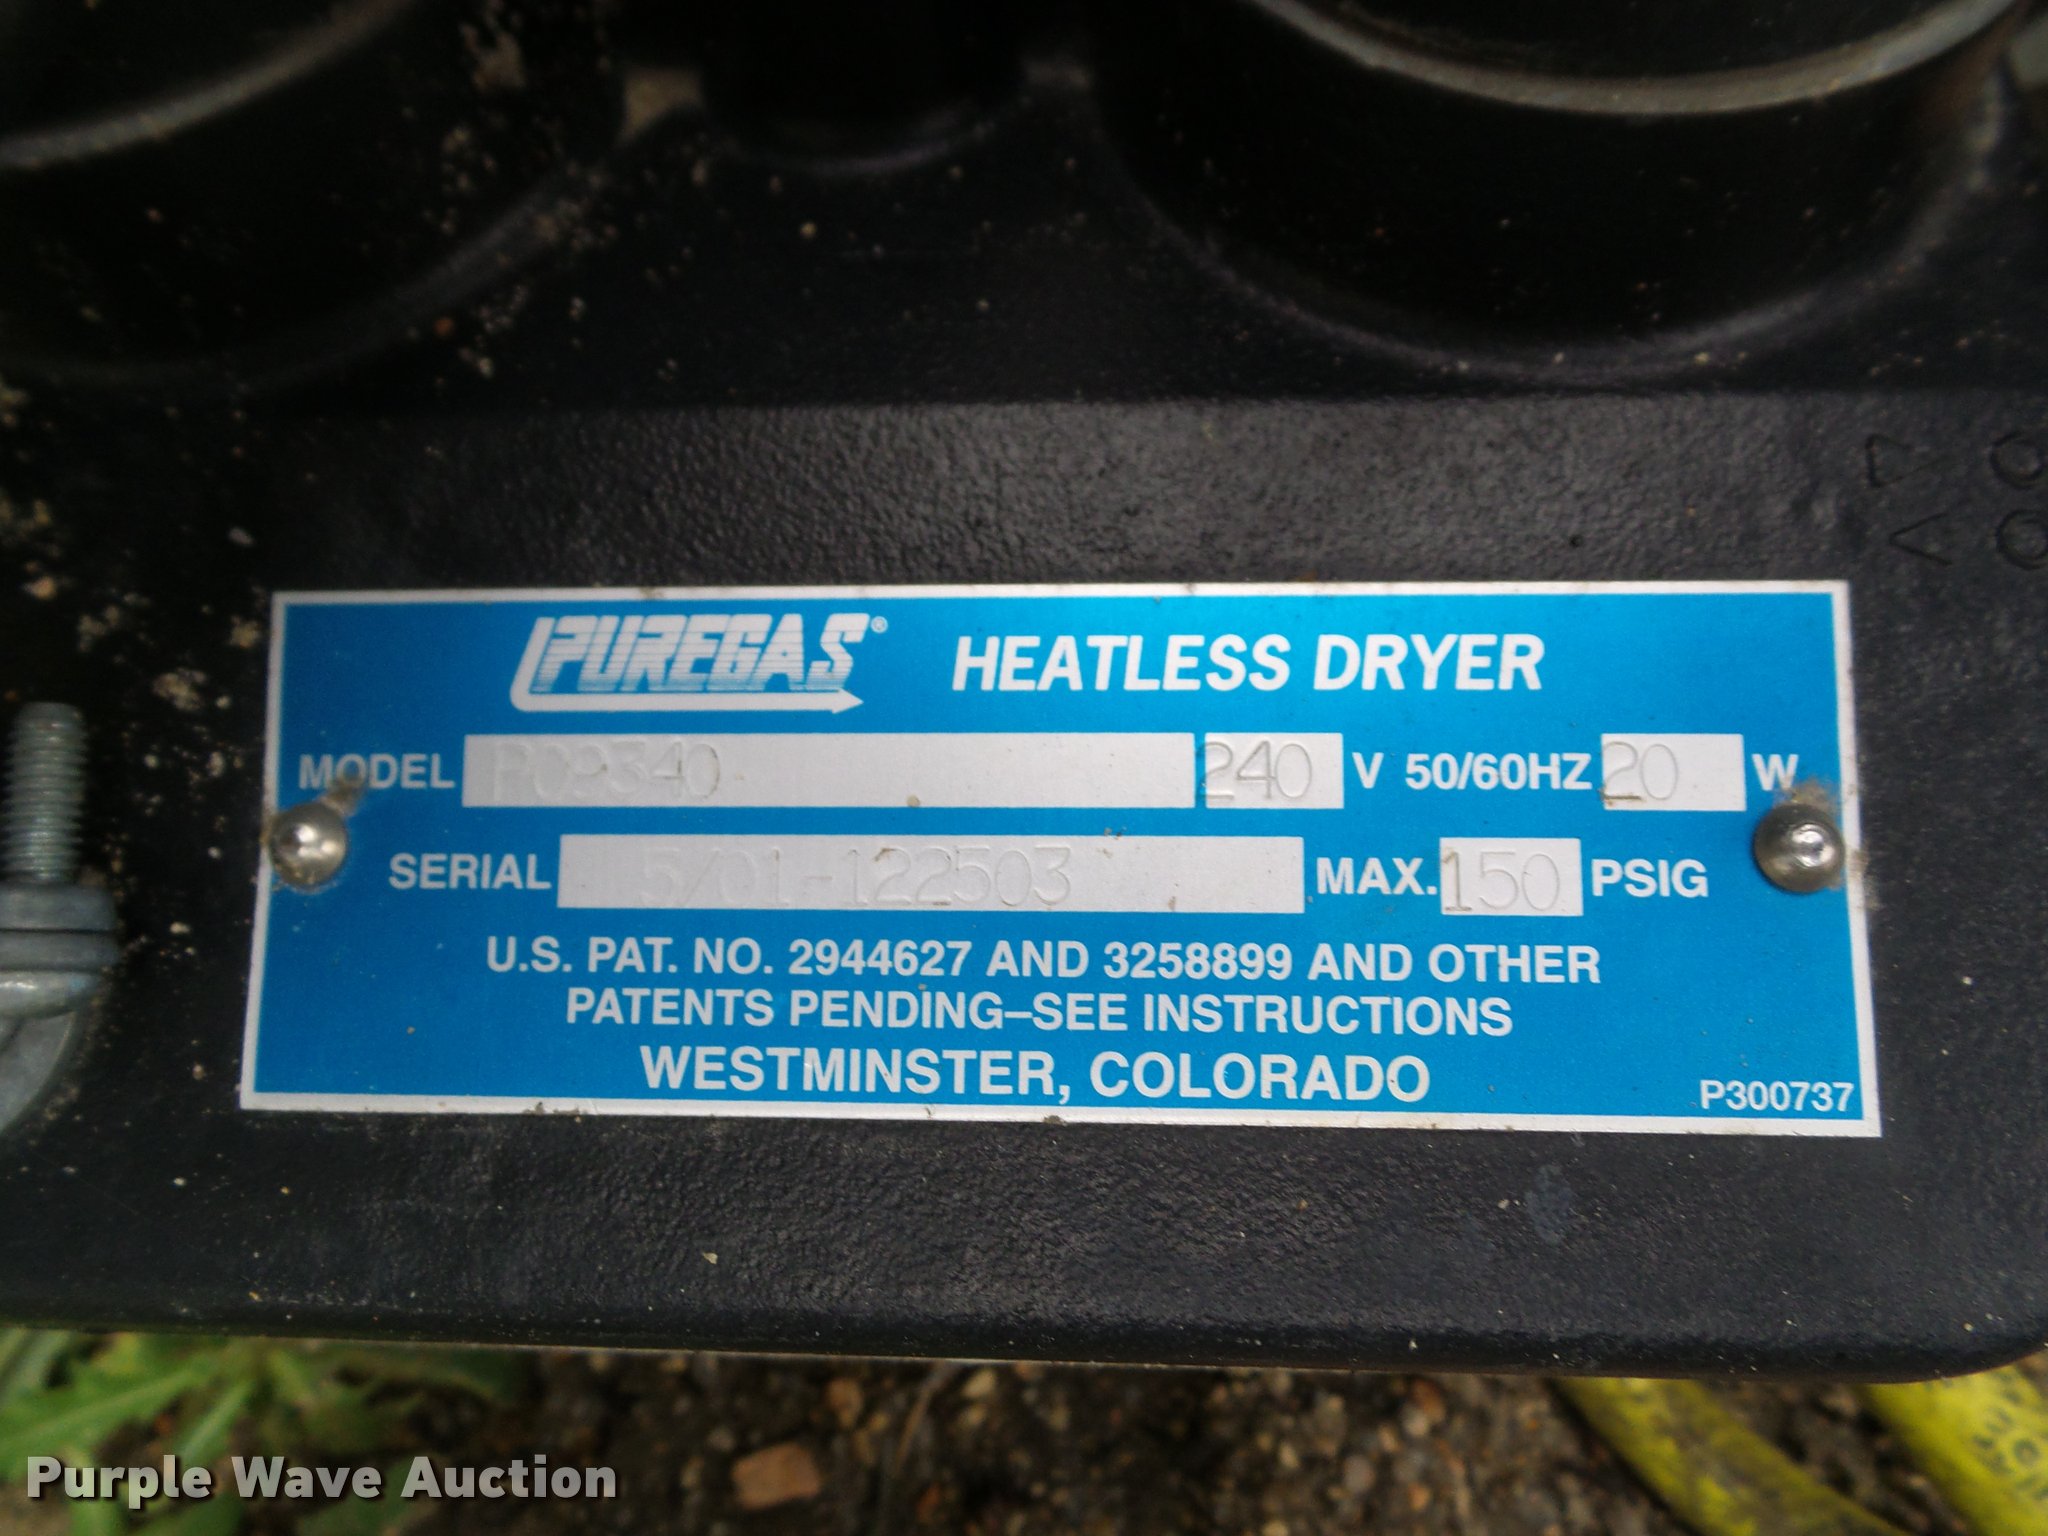 PUREGAS® HEATLESS DRYER
MODEL PC9340 240 V 50/60HZ 20 W
SERIAL 5/01-122503 MAX. 150 PSIG
U.S. PAT. NO. 2944627 AND 3258899 AND OTHER
PATENTS PENDING–SEE INSTRUCTIONS
WESTMINSTER, COLORADO
P300737
Purple Wave Auction